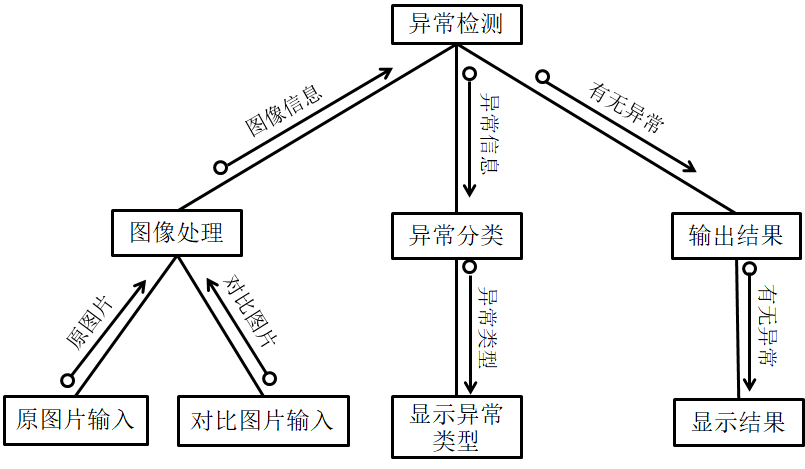 异常检测
图像信息
异常信息
有无异常
图像处理
异常分类
输出结果
原图片
对比图片
异常类型
有无异常
原图片输入
对比图片输入
显示异常
类型
显示结果